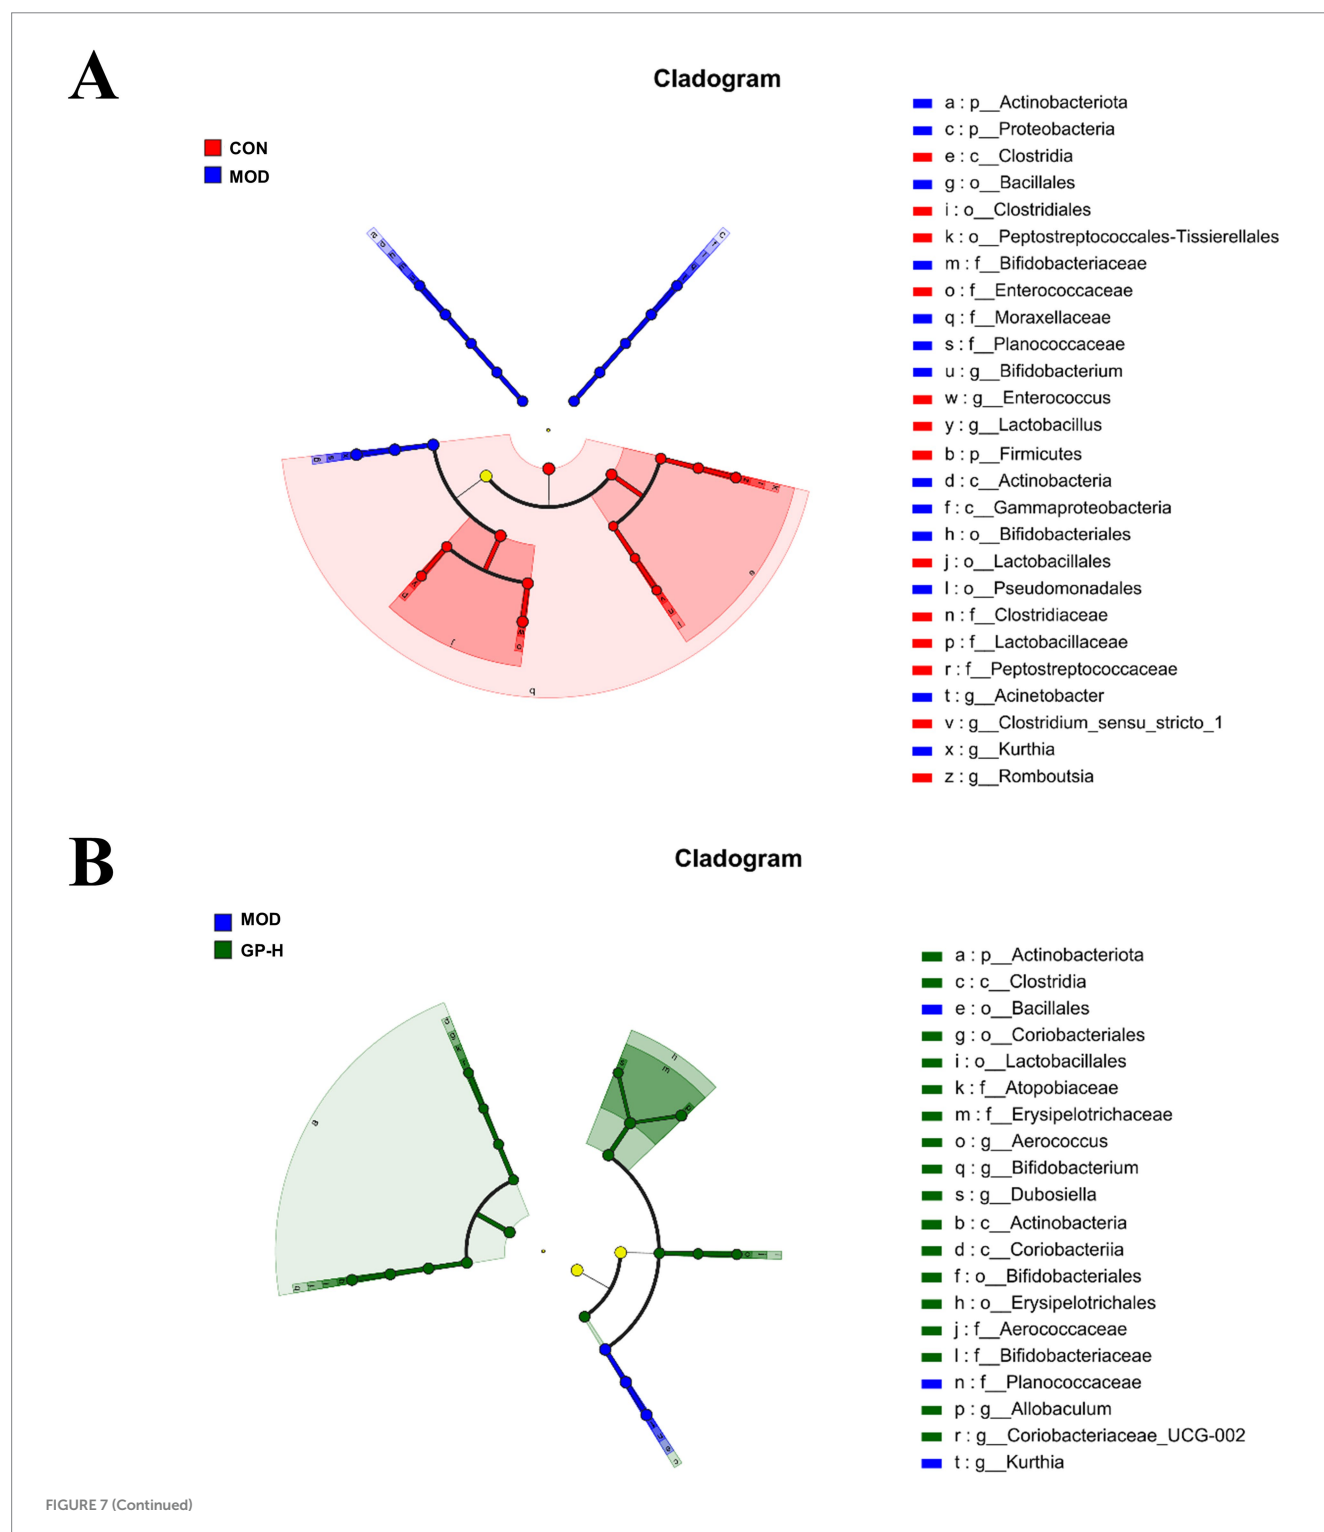 A
Cladogram
CON
MOD
a : p__Actinobacteriota
c : p__Proteobacteria
e : c__Clostridia
g : o__Bacillales
i : o__Clostridiales
k : o__Peptostreptococcales-Tissierellales
m : f__Bifidobacteriaceae
o : f__Enterococcaceae
q : f__Moraxellaceae
s : f__Planococcaceae
u : g__Bifidobacterium
w : g__Enterococcus
y : g__Lactobacillus
b : p__Firmicutes
d : c__Actinobacteria
f : c__Gammaproteobacteria
h : o__Bifidobacteriales
j : o__Lactobacillales
l : o__Pseudomonadales
n : f__Clostridiaceae
p : f__Lactobacillaceae
r : f__Peptostreptococcaceae
t : g__Acinetobacter
v : g__Clostridium_sensu_stricto_1
x : g__Kurthia
z : g__Romboutsia
B
Cladogram
MOD
GP-H
a : p__Actinobacteriota
c : c__Clostridia
e : o__Bacillales
g : o__Coriobacteriales
i : o__Lactobacillales
k : f__Atopobiaceae
m : f__Erysipelotrichaceae
o : g__Aerococcus
q : g__Bifidobacterium
s : g__Dubosiella
b : c__Actinobacteria
d : c__Coriobacteriia
f : o__Bifidobacteriales
h : o__Erysipelotrichales
j : f__Aerococcaceae
l : f__Bifidobacteriaceae
n : f__Planococcaceae
p : g__Allobaculum
r : g__Coriobacteriaceae_UCG-002
t : g__Kurthia
FIGURE 7 (Continued)